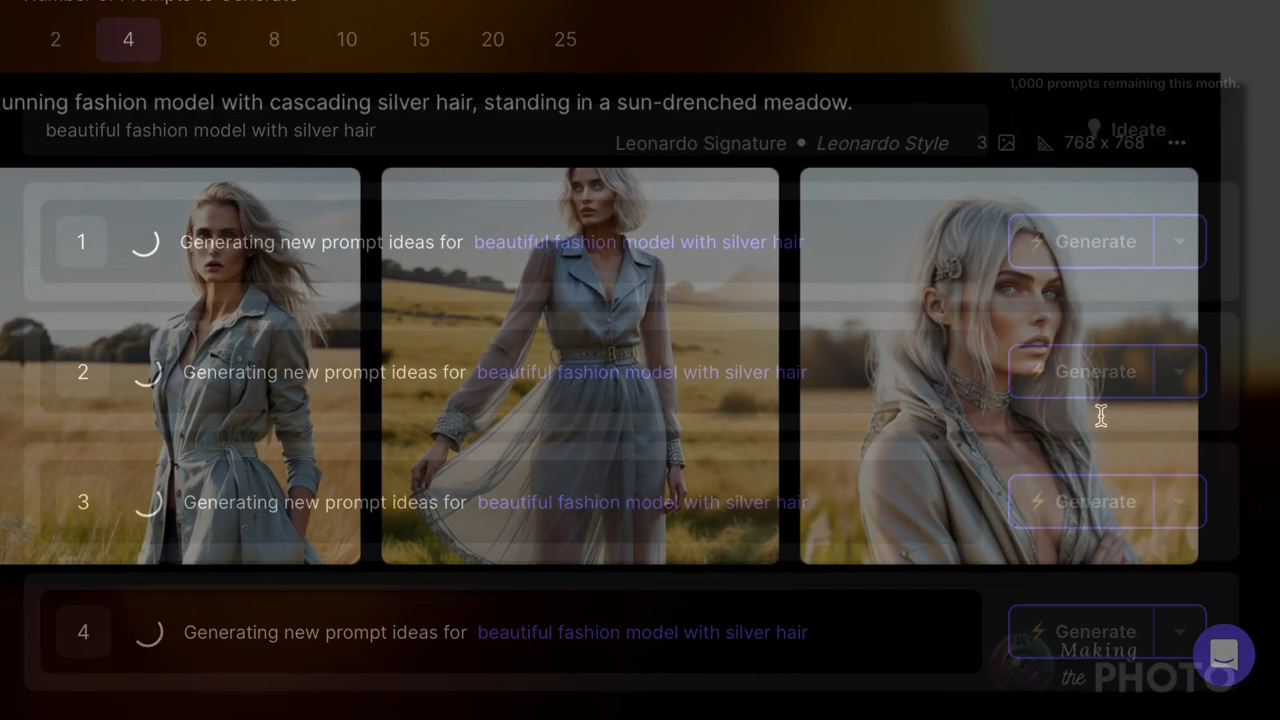 2 4 6 8 10 15 20 25
1,000 prompts remaining this month.
unning fashion model with cascading silver hair, standing in a sun-drenched meadow.
beautiful fashion model with silver hair
Ideate
Leonardo Signature • Leonardo Style 3 768 x 768 •••
1 Generating new prompt ideas for beautiful fashion model with silver hair Generate
2 Generating new prompt ideas for beautiful fashion model with silver hair Generate
3 Generating new prompt ideas for beautiful fashion model with silver hair Generate
4 Generating new prompt ideas for beautiful fashion model with silver hair Generate
Making
the PHOTO